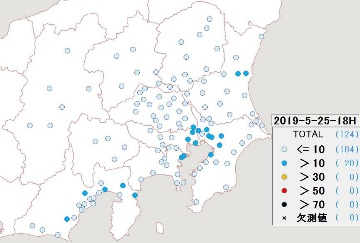 2019-5-25-18H
TOTAL (124)
<= 10 (104)
> 10 ( 20)
> 30 ( 0)
> 50 ( 0)
> 70 ( 0)
× 欠測値 ( 0)